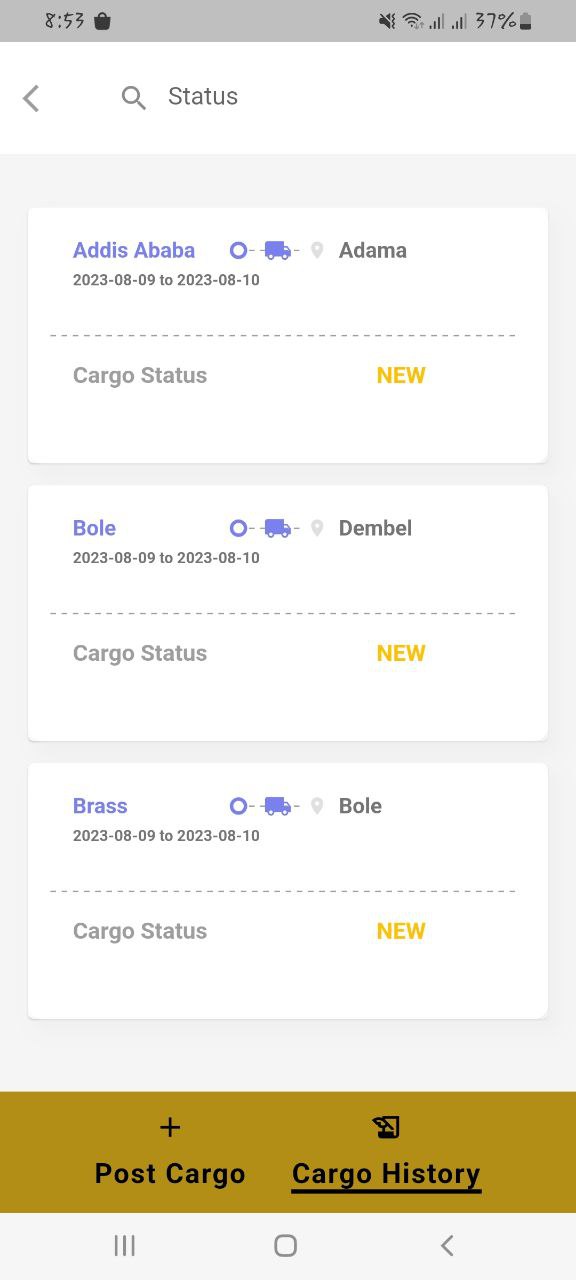 8:53 37%
Status
Addis Ababa Adama
2023-08-09 to 2023-08-10
Cargo Status NEW
Bole Dembel
2023-08-09 to 2023-08-10
Cargo Status NEW
Brass Bole
2023-08-09 to 2023-08-10
Cargo Status NEW
Post Cargo Cargo History